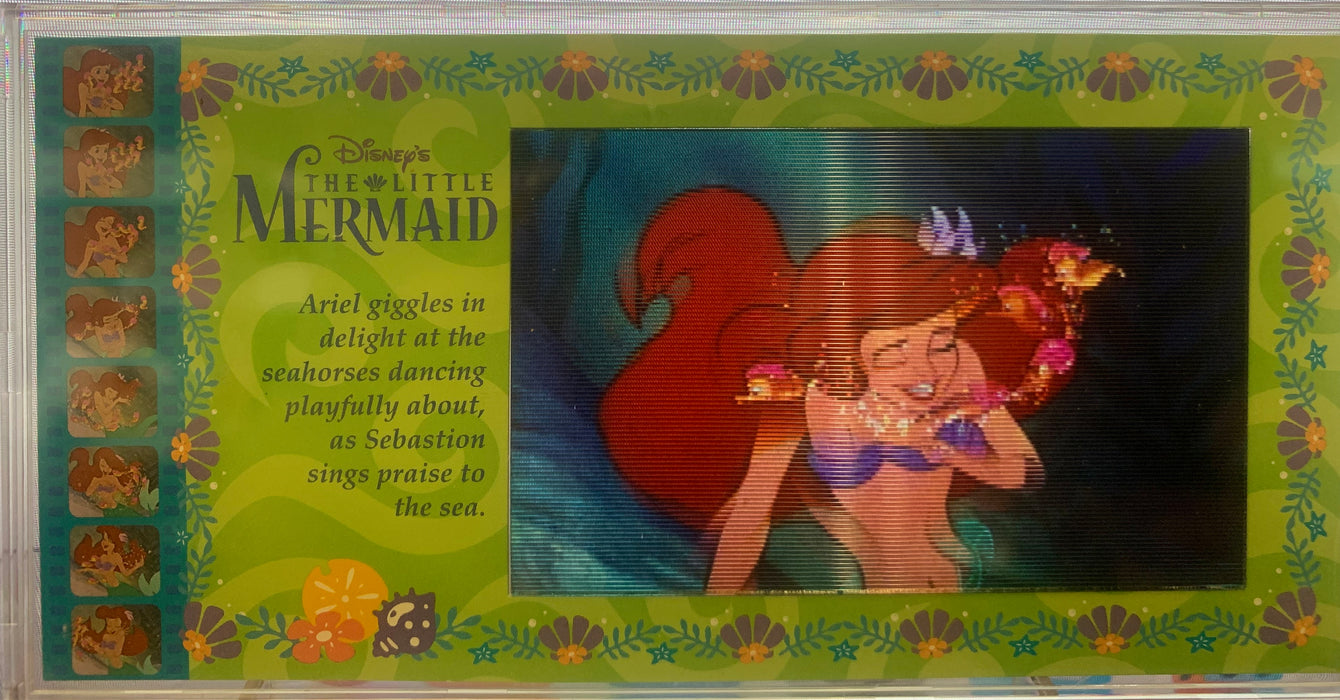 Disney's
THE LITTLE
MERMAID
Ariel giggles in
delight at the
seahorses dancing
playfully about,
as Sebastion
sings praise to
the sea.